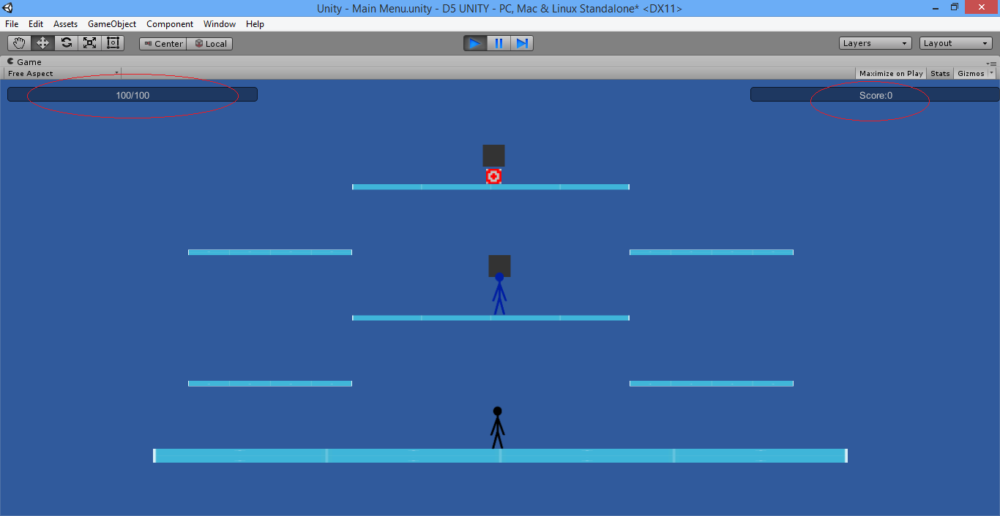 Unity - Main Menu.unity - D5 UNITY - PC, Mac & Linux Standalone* <DX11>
File Edit Assets GameObject Component Window Help
Center Local Layers Layout
Game
Free Aspect Maximize on Play Stats Gizmos
100/100 Score:0